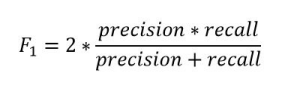 F₁ = 2 * (precision * recall) / (precision + recall)